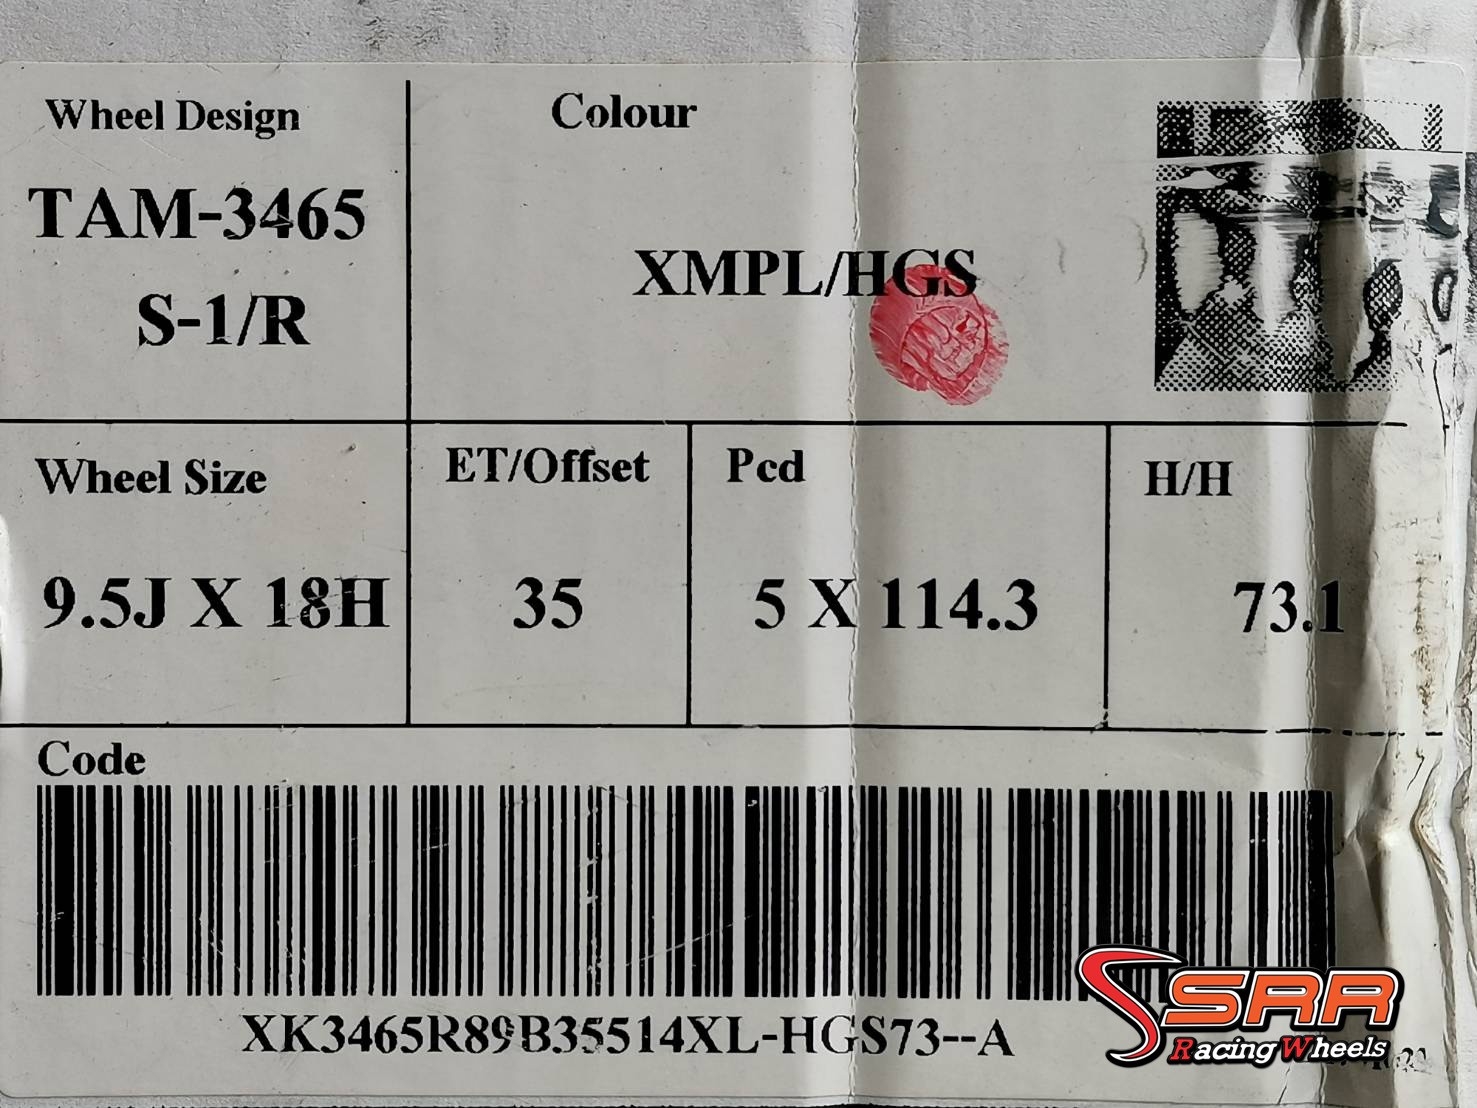 Wheel Design
Colour
TAM-3465
S-1/R
XMPL/HGS
Wheel Size
ET/Offset
Pcd
H/H
9.5J X 18H
35
5 X 114.3
73.1
Code
XK3465R89B35514XL-HGS73--A
SRR
Racing Wheels